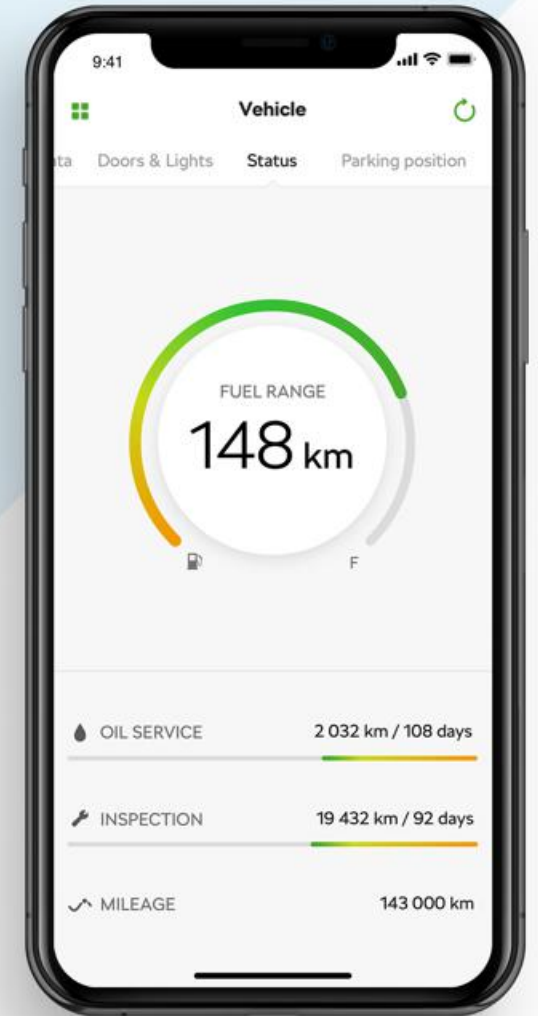 9:41
Vehicle
ta Doors & Lights Status Parking position
FUEL RANGE
148 km
F
OIL SERVICE 2 032 km / 108 days
INSPECTION 19 432 km / 92 days
MILEAGE 143 000 km